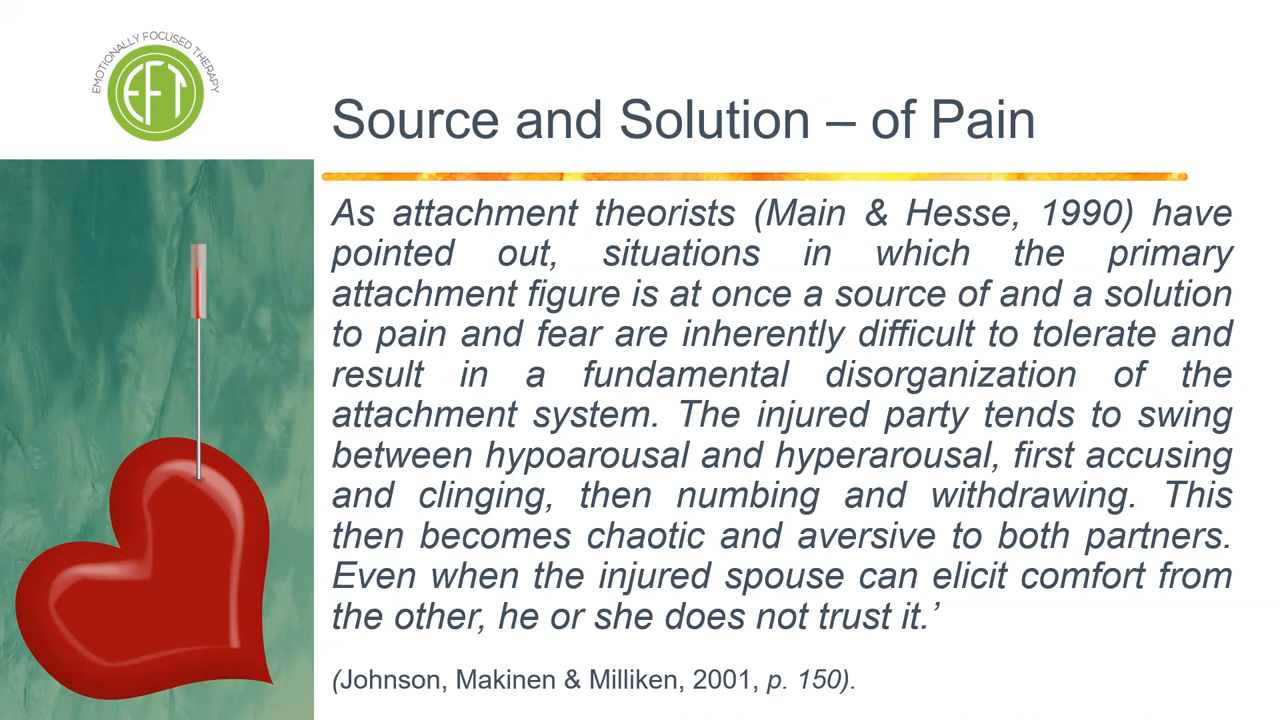 EMOTIONALLY FOCUSED THERAPY
EFT
Source and Solution – of Pain
As attachment theorists (Main & Hesse, 1990) have
pointed out, situations in which the primary
attachment figure is at once a source of and a solution
to pain and fear are inherently difficult to tolerate and
result in a fundamental disorganization of the
attachment system. The injured party tends to swing
between hypoarousal and hyperarousal, first accusing
and clinging, then numbing and withdrawing. This
then becomes chaotic and aversive to both partners.
Even when the injured spouse can elicit comfort from
the other, he or she does not trust it.’
(Johnson, Makinen & Milliken, 2001, p. 150).